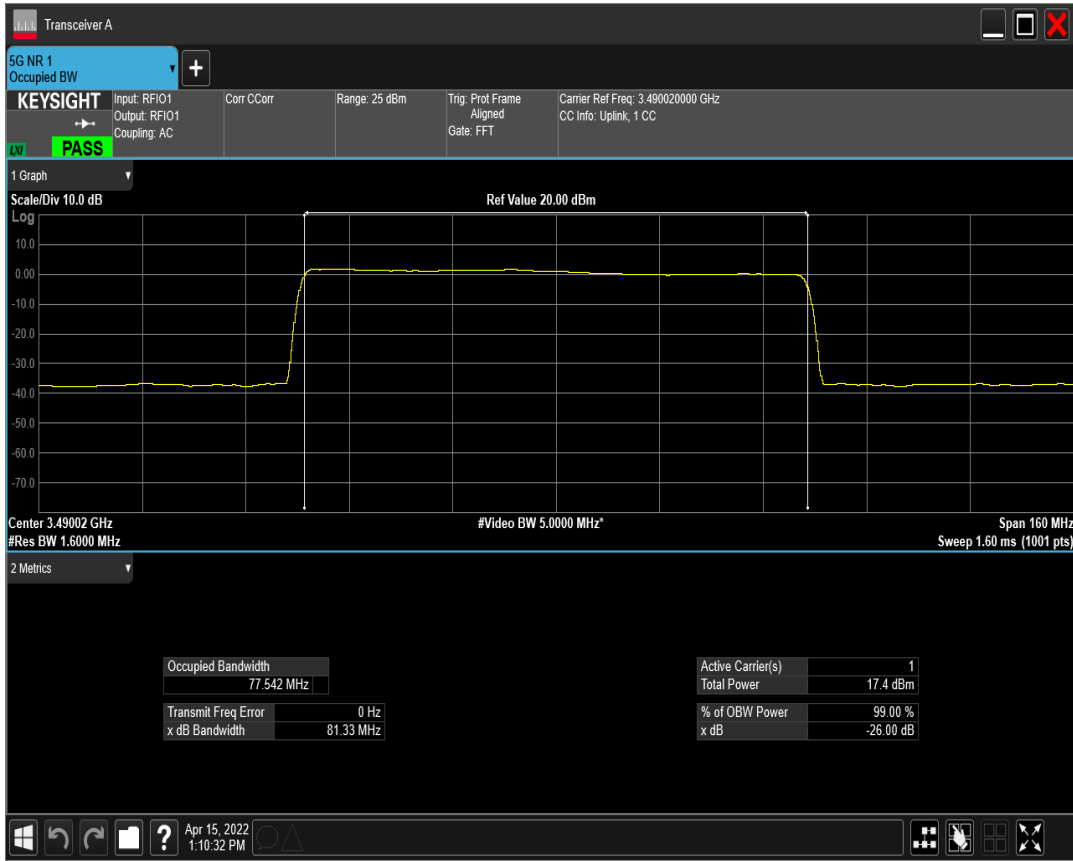 Transceiver A
5G NR 1
Occupied BW
KEYSIGHT
LXI
PASS
Input: RFIO1
Output: RFIO1
Coupling: AC
Corr CCorr
Range: 25 dBm
Trig: Prot Frame
Aligned
Gate: FFT
Carrier Ref Freq: 3.490020000 GHz
CC Info: Uplink, 1 CC
1 Graph
Scale/Div 10.0 dB
Ref Value 20.00 dBm
Log
10.0
0.00
-10.0
-20.0
-30.0
-40.0
-50.0
-60.0
-70.0
Center 3.49002 GHz
#Video BW 5.0000 MHz*
Span 160 MHz
#Res BW 1.6000 MHz
Sweep 1.60 ms (1001 pts)
2 Metrics
Occupied Bandwidth
77.542 MHz
Transmit Freq Error 0 Hz
x dB Bandwidth 81.33 MHz
Active Carrier(s) 1
Total Power 17.4 dBm
% of OBW Power 99.00 %
x dB -26.00 dB
?
Apr 15, 2022
1:10:32 PM